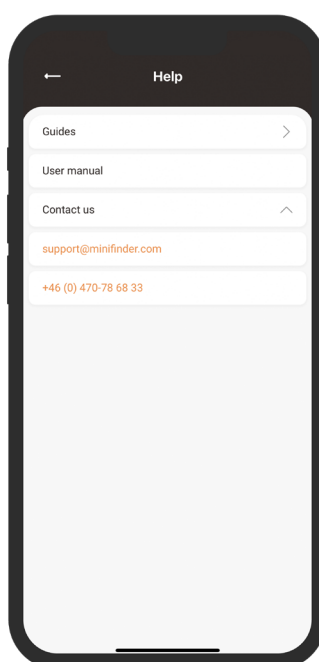 Help
Guides
User manual
Contact us
support@minifinder.com
+46 (0) 470-78 68 33